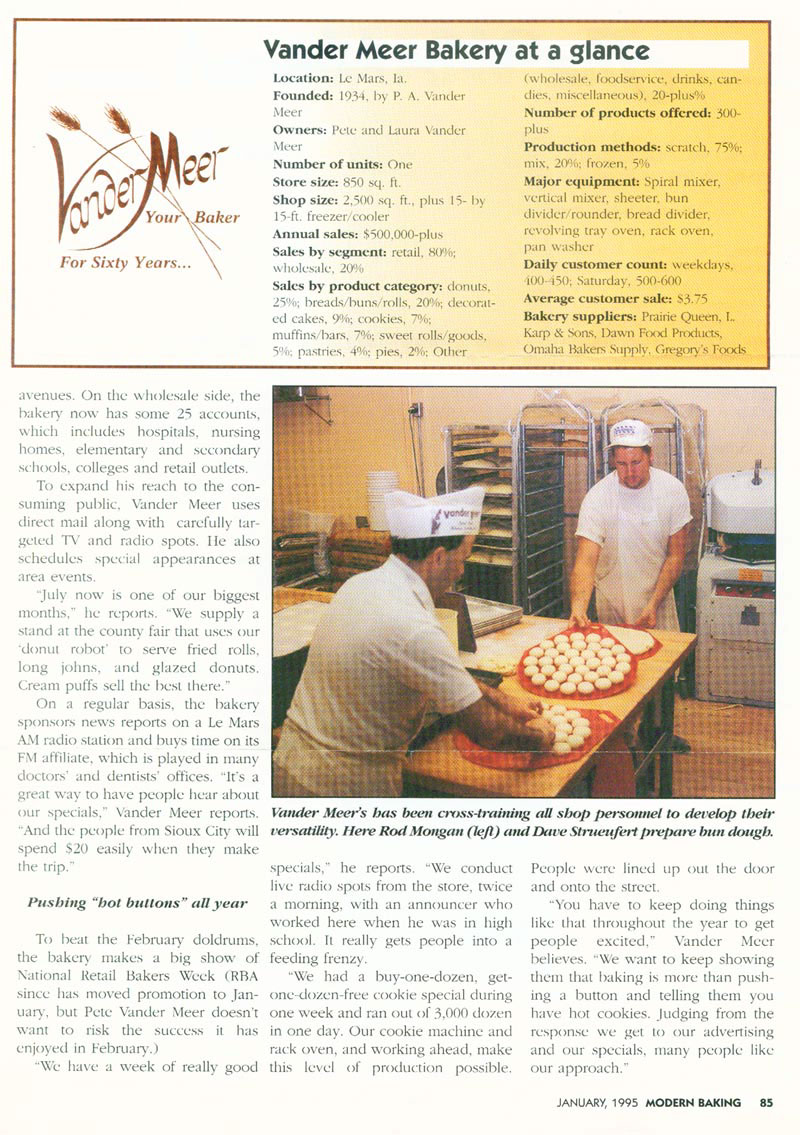 Vander Meer
Your Baker
For Sixty Years...
Vander Meer Bakery at a glance
Location: Le Mars, Ia.
Founded: 1934, by P. A. Vander
Meer
Owners: Pete and Laura Vander
Meer
Number of units: One
Store size: 850 sq. ft.
Shop size: 2,500 sq. ft., plus 15- by
15-ft. freezer/cooler
Annual sales: $500,000-plus
Sales by segment: retail, 80%;
wholesale, 20%
Sales by product category: donuts,
25%; breads/buns/rolls, 20%; decorat-
ed cakes, 9%; cookies, 7%;
muffins/bars, 7%; sweet rolls/goods,
5%; pastries, 4%; pies, 2%; Other
(wholesale, foodservice, drinks, can-
dies, miscellaneous), 20-plus%
Number of products offered: 300-
plus
Production methods: scratch, 75%;
mix, 20%; frozen, 5%
Major equipment: Spiral mixer,
vertical mixer, sheeter, bun
divider/rounder, bread divider,
revolving tray oven, rack oven,
pan washer
Daily customer count: weekdays,
400-450; Saturday, 500-600
Average customer sale: $3.75
Bakery suppliers: Prairie Queen, L.
Karp & Sons, Dawn Food Products,
Omaha Bakers Supply, Gregory's Foods
avenues. On the wholesale side, the
bakery now has some 25 accounts,
which includes hospitals, nursing
homes, elementary and secondary
schools, colleges and retail outlets.
To expand his reach to the con-
suming public, Vander Meer uses
direct mail along with carefully tar-
geted TV and radio spots. He also
schedules special appearances at
area events.
"July now is one of our biggest
months," he reports. "We supply a
stand at the county fair that uses our
'donut robot' to serve fried rolls,
long johns, and glazed donuts.
Cream puffs sell the best there."
On a regular basis, the bakery
sponsors news reports on a Le Mars
AM radio station and buys time on its
FM affiliate, which is played in many
doctors' and dentists' offices. "It's a
great way to have people hear about
our specials," Vander Meer reports.
"And the people from Sioux City will
spend $20 easily when they make
the trip."
Pushing "hot buttons" all year
To beat the February doldrums,
the bakery makes a big show of
National Retail Bakers Week (RBA
since has moved promotion to Jan-
uary, but Pete Vander Meer doesn't
want to risk the success it has
enjoyed in February.)
"We have a week of really good
Vander Meer
Vander Meer's has been cross-training all shop personnel to develop their
versatility. Here Rod Mongan (left) and Dave Strueufert prepare bun dough.
specials," he reports. "We conduct
live radio spots from the store, twice
a morning, with an announcer who
worked here when he was in high
school. It really gets people into a
feeding frenzy.
"We had a buy-one-dozen, get-
one-dozen-free cookie special during
one week and ran out of 3,000 dozen
in one day. Our cookie machine and
rack oven, and working ahead, make
this level of production possible.
People were lined up out the door
and onto the street.
"You have to keep doing things
like that throughout the year to get
people excited," Vander Meer
believes. "We want to keep showing
them that baking is more than push-
ing a button and telling them you
have hot cookies. Judging from the
response we get to our advertising
and our specials, many people like
our approach."
JANUARY, 1995 MODERN BAKING 85